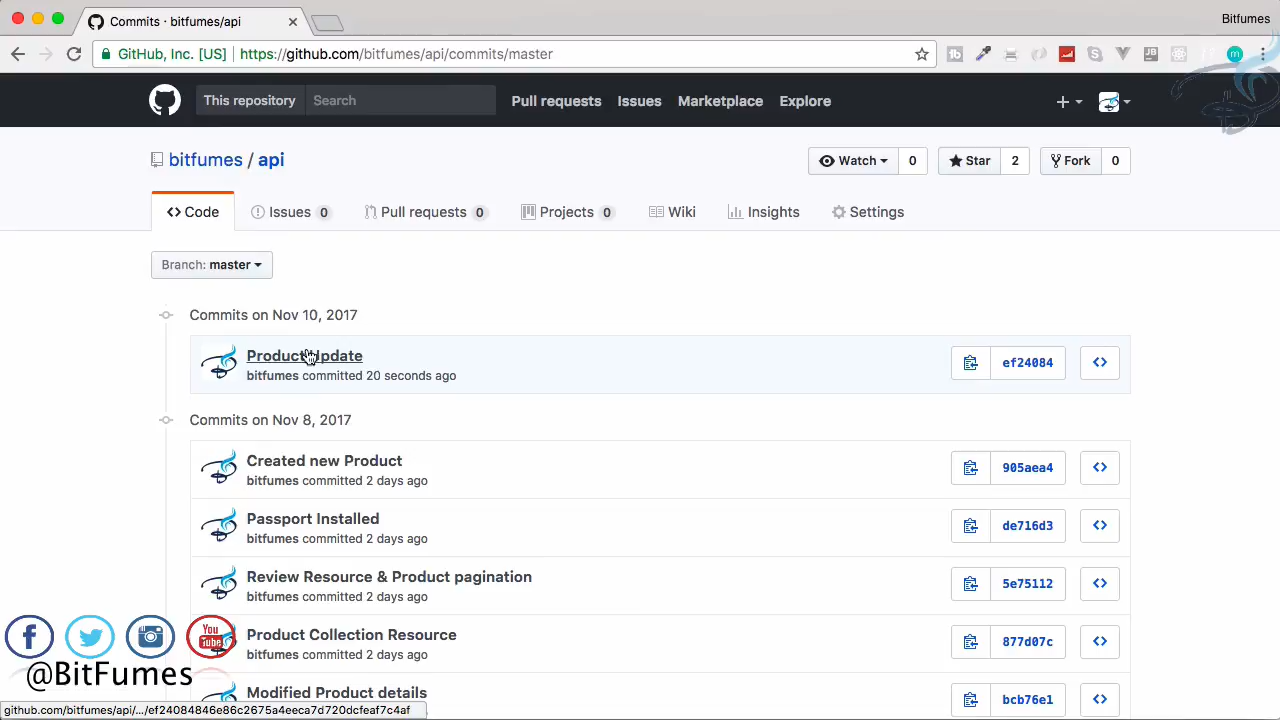 Commits · bitfumes/api
Bitfumes
GitHub, Inc. [US]
https://github.com/bitfumes/api/commits/master
This repository
Search
Pull requests
Issues
Marketplace
Explore
bitfumes / api
Watch
0
Star
2
Fork
0
Code
Issues 0
Pull requests 0
Projects 0
Wiki
Insights
Settings
Branch: master
Commits on Nov 10, 2017
Product Update
bitfumes committed 20 seconds ago
ef24084
Commits on Nov 8, 2017
Created new Product
bitfumes committed 2 days ago
905aea4
Passport Installed
bitfumes committed 2 days ago
de716d3
Review Resource & Product pagination
bitfumes committed 2 days ago
5e75112
Product Collection Resource
bitfumes committed 2 days ago
877d07c
Modified Product details
bcb76e1
You
Tube
@BitFumes
github.com/bitfumes/api/.../ef24084846e86c2675a4eeca7d720dcfeaf7c4af